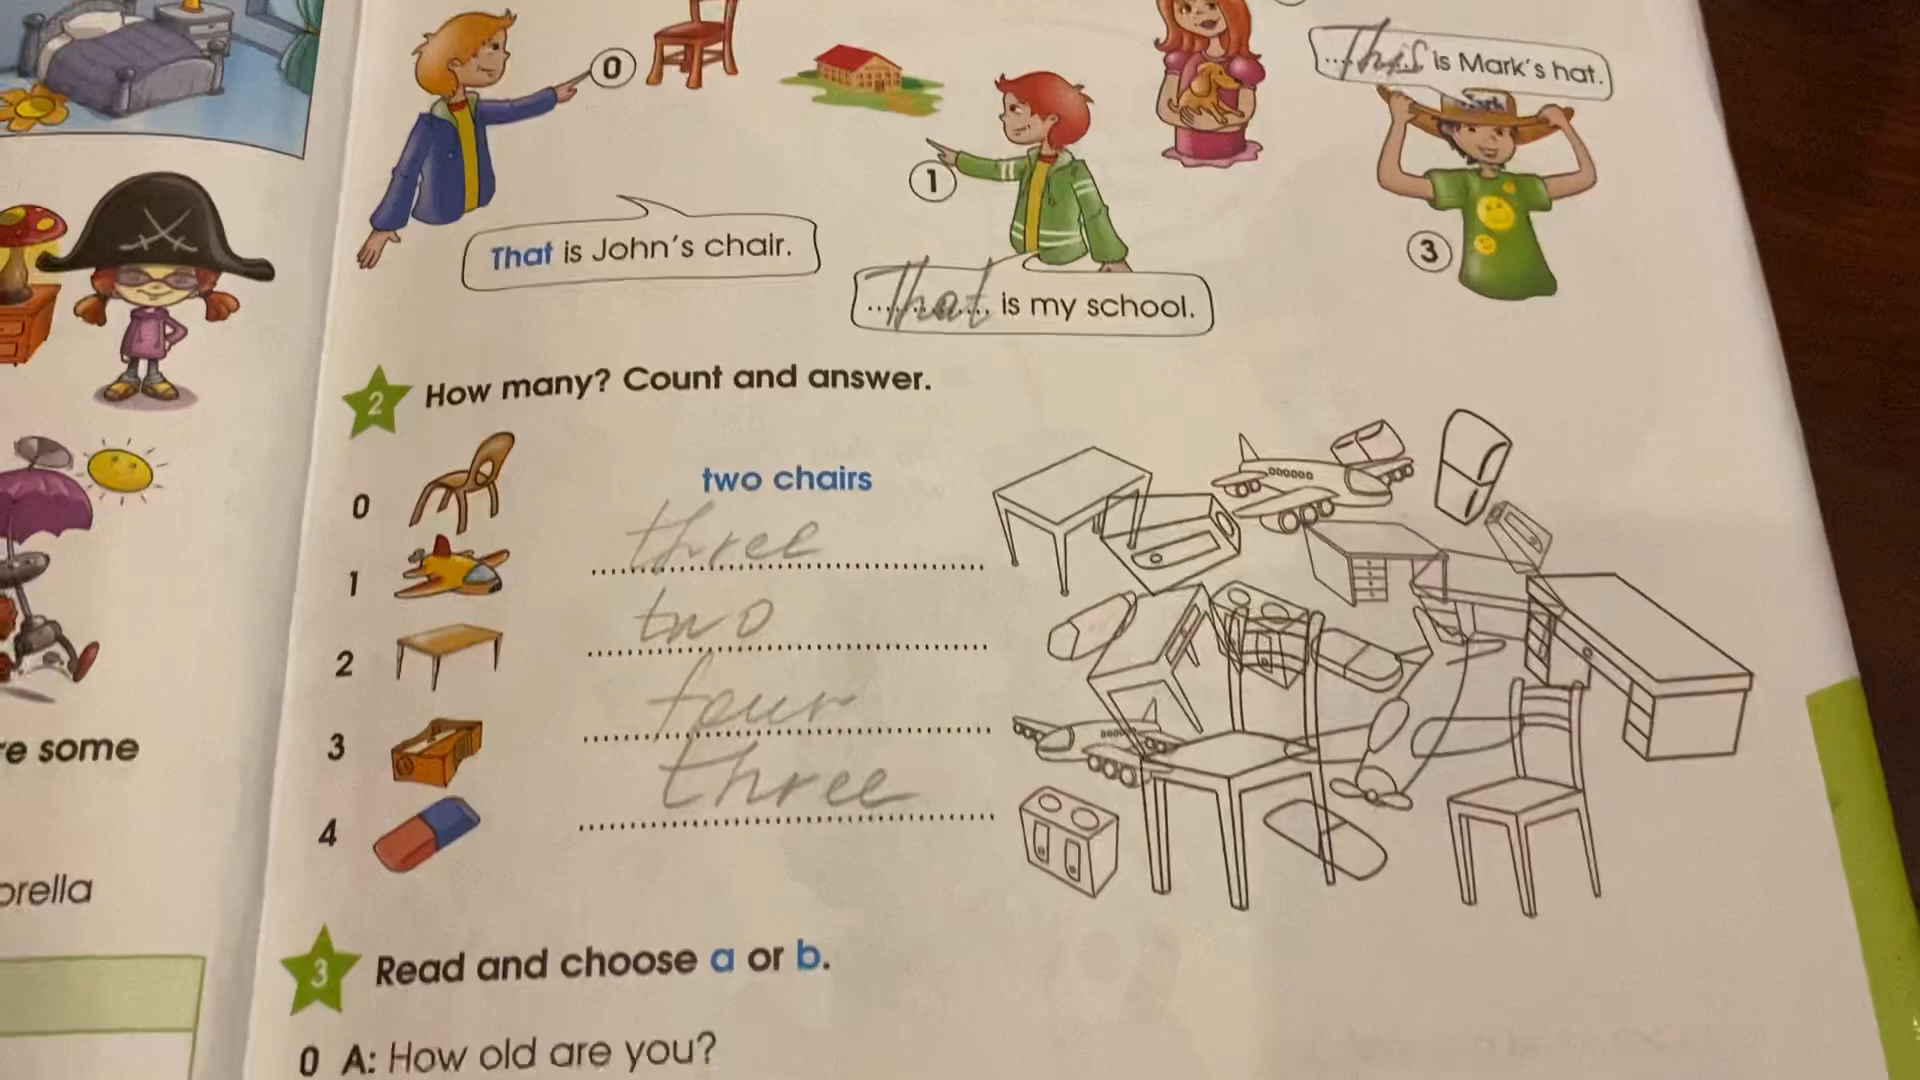 0
This is Mark's hat.
1
That is John's chair.
3
That is my school.
2 How many? Count and answer.
0 two chairs
1 three
2 two
3 four
4 three
re some
brella
3 Read and choose a or b.
0 A: How old are you?